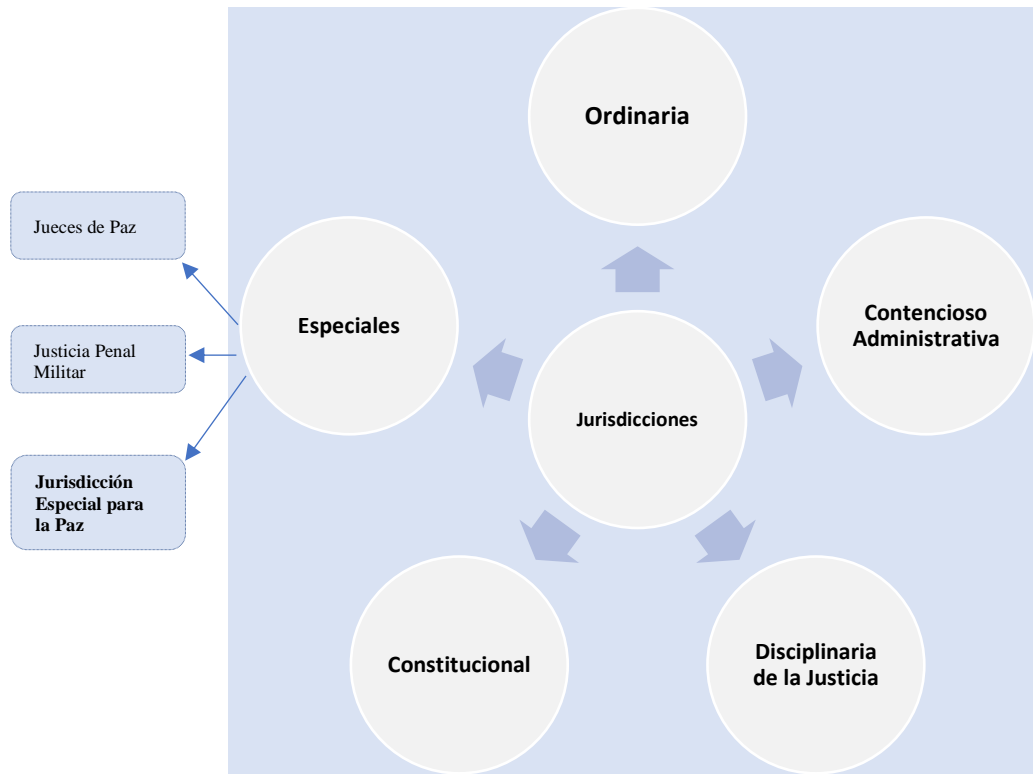 Ordinaria
Jueces de Paz
Especiales
Contencioso
Administrativa
Justicia Penal
Militar
Jurisdicciones
Jurisdicción
Especial para
la Paz
Constitucional
Disciplinaria
de la Justicia